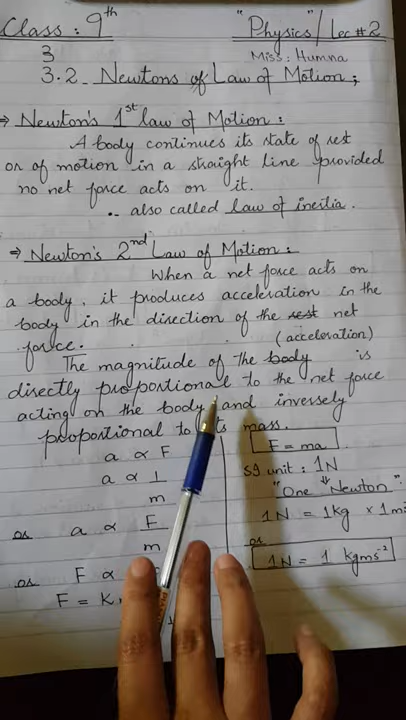 Class : 9th "Physics" / Lec # 2
3 Miss : Humna
3.2. Newtons of Law of Motion ;
⇒ Newton's 1st law of Motion :
A body continues its state of rest
or of motion in a straight line provided
no net force acts on it.
∴ also called law of inertia .
⇒ Newton's 2nd Law of Motion :
When a net force acts on
a body, it produces acceleration in the
body in the direction of the rest net
force. (acceleration)
The magnitude of the body is
directly proportional to the net force
acting on the body and inversely
proportional to its mass.
a ∝ F
a ∝ 1
m
or a ∝ F
m
or F ∝
F = K
F = ma
SI unit : 1N
"One Newton"
1N = 1kg × 1m
or
1N = 1 kgms⁻²